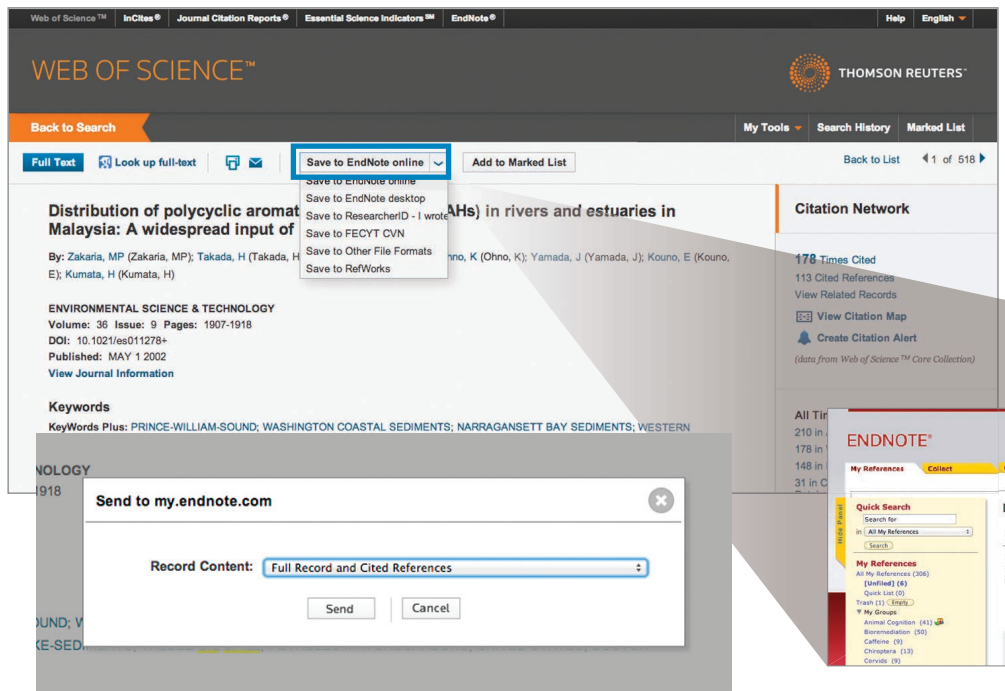 Web of Science™ InCites® Journal Citation Reports® Essential Science Indicators℠ EndNote® Help English
WEB OF SCIENCE™
THOMSON REUTERS™
Back to Search My Tools Search History Marked List
Full Text Look up full-text Save to EndNote online Add to Marked List Back to List 1 of 518
Save to EndNote online
Save to EndNote desktop
Save to ResearcherID - I wrote
Save to FECYT CVN
Save to Other File Formats
Save to RefWorks
Distribution of polycyclic aromat AHs) in rivers and estuaries in
Malaysia: A widespread input of
By: Zakaria, MP (Zakaria, MP); Takada, H (Takada, H no, K (Ohno, K); Yamada, J (Yamada, J); Kouno, E (Kouno,
E); Kumata, H (Kumata, H)
ENVIRONMENTAL SCIENCE & TECHNOLOGY
Volume: 36 Issue: 9 Pages: 1907-1918
DOI: 10.1021/es011278+
Published: MAY 1 2002
View Journal Information
Keywords
KeyWords Plus: PRINCE-WILLIAM-SOUND; WASHINGTON COASTAL SEDIMENTS; NARRAGANSETT BAY SEDIMENTS; WESTERN
Citation Network
178 Times Cited
113 Cited References
View Related Records
View Citation Map
Create Citation Alert
(data from Web of Science™ Core Collection)
All Tim
210 in
178 in
148 in
31 in C
NOLOGY
1918
Send to my.endnote.com
Record Content: Full Record and Cited References
Send Cancel
OUND; V
KE-SED
ENDNOTE®
My References Collect
Hide Panel
Quick Search
Search for
in All My References
Search
My References
All My References (306)
[Unfiled] (6)
Quick List (0)
Trash (1) Empty
My Groups
Animal Cognition (41)
Bioremediation (50)
Caffeine (9)
Chiroptera (13)
Corvids (9)